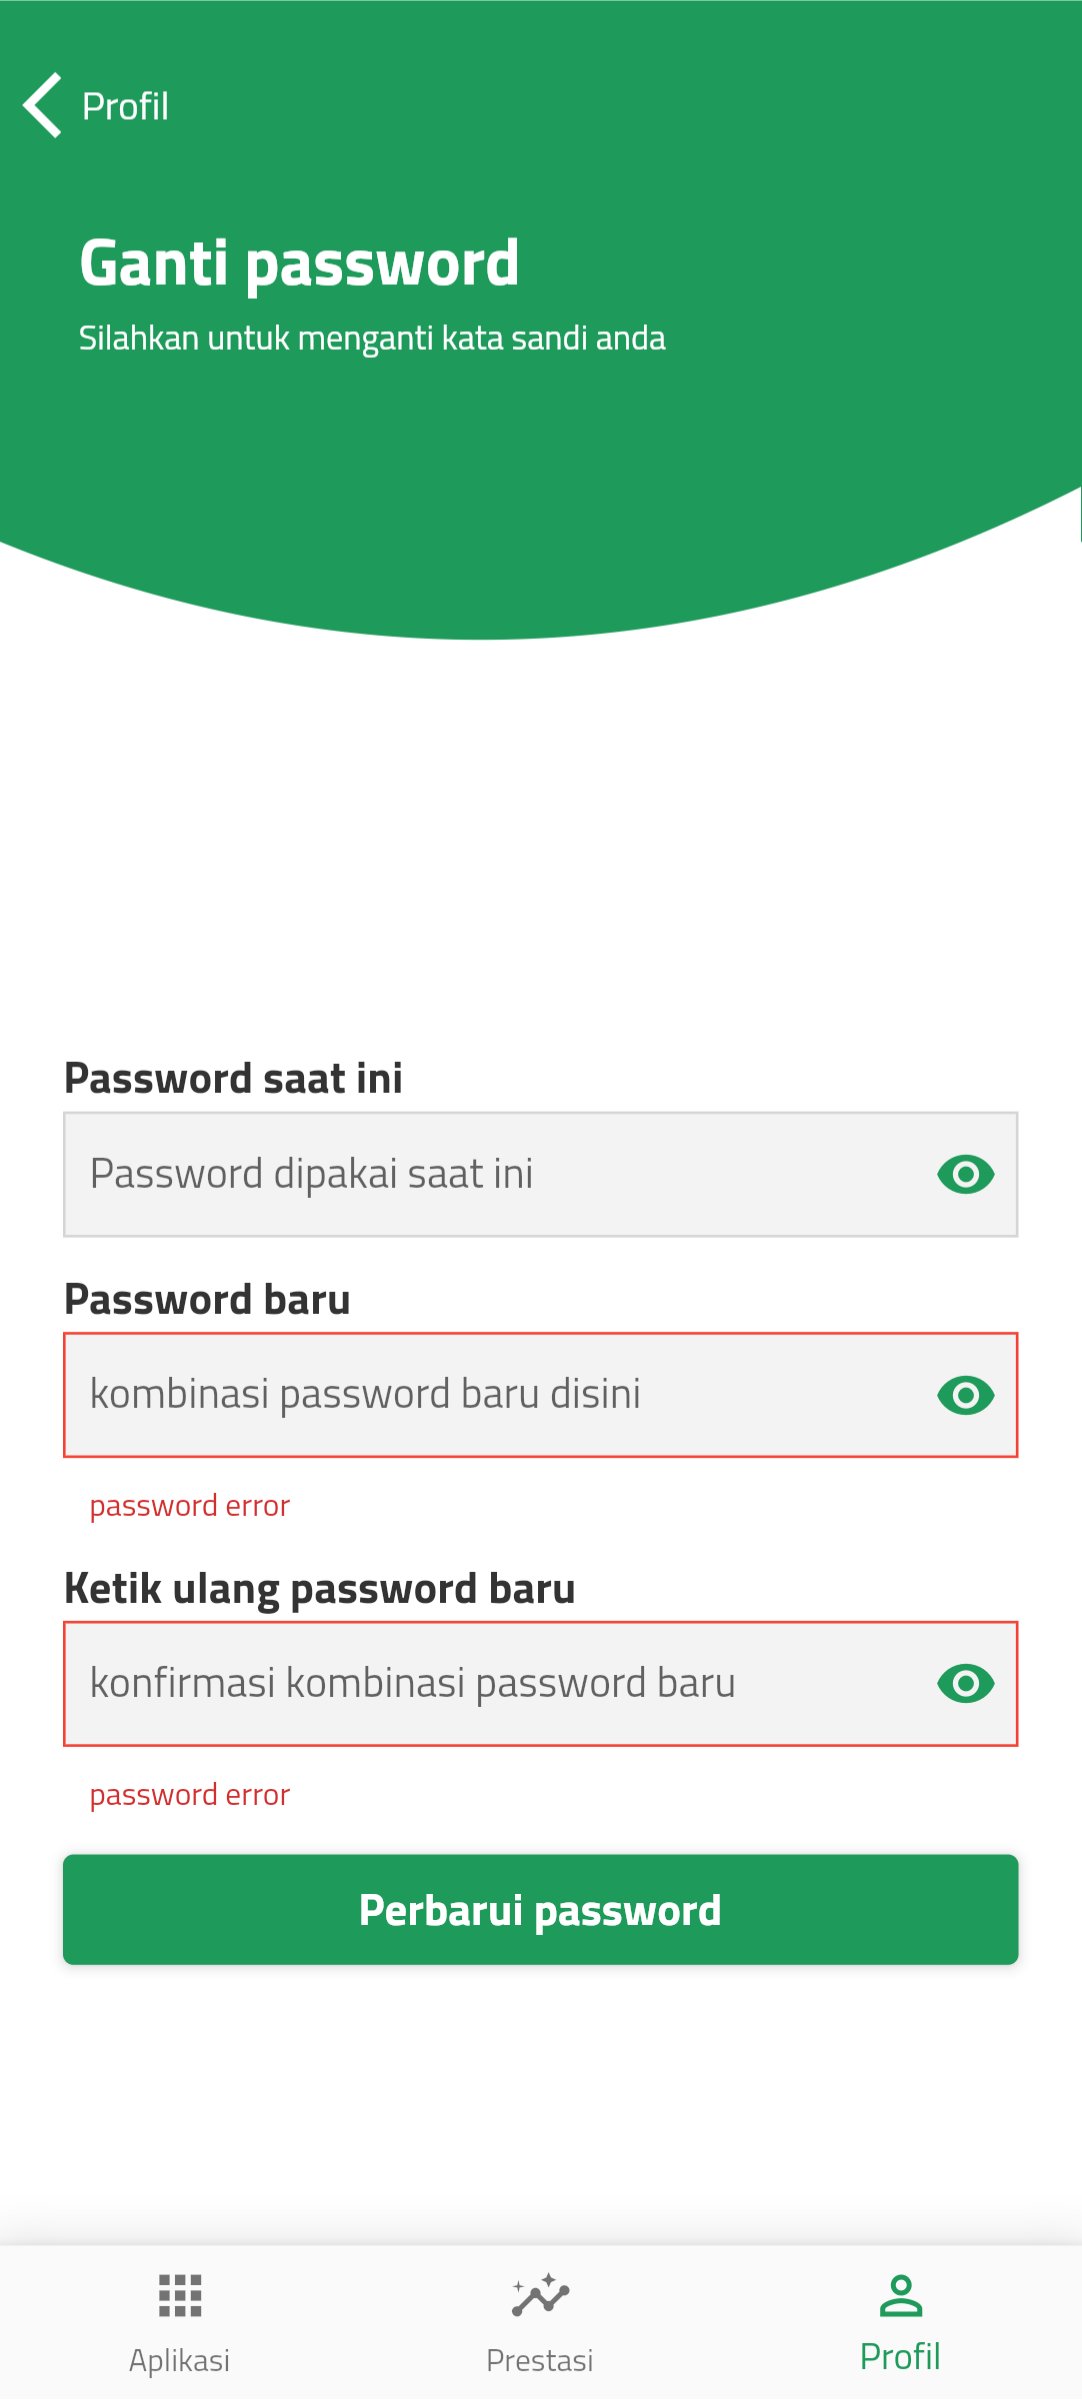 Profil
Ganti password
Silahkan untuk menganti kata sandi anda
Password saat ini
Password dipakai saat ini
Password baru
kombinasi password baru disini
password error
Ketik ulang password baru
konfirmasi kombinasi password baru
password error
Perbarui password
Aplikasi
Prestasi
Profil